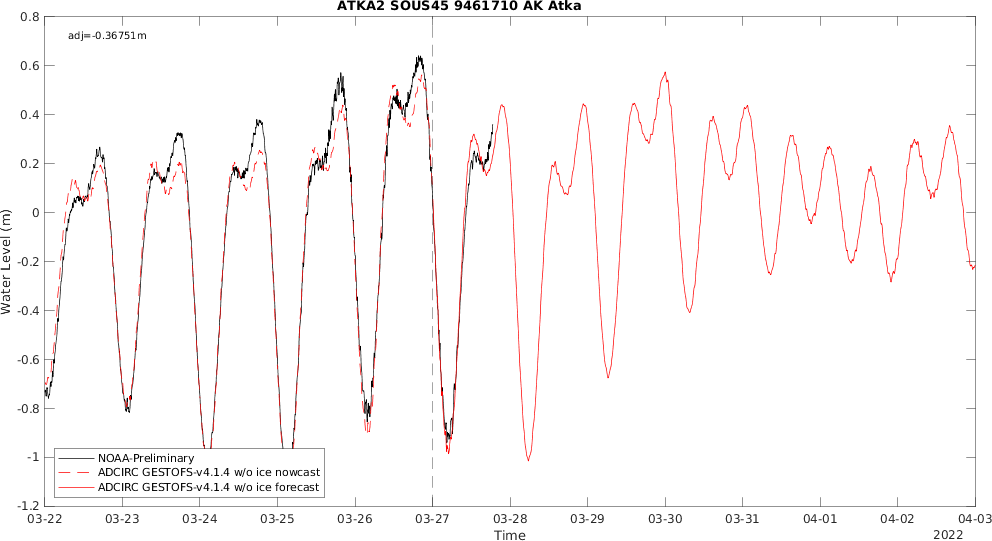 ATKA2 SOUS45 9461710 AK Atka
adj=-0.36751m
0.8
0.6
0.4
0.2
0
-0.2
-0.4
-0.6
-0.8
-1
-1.2
Water Level (m)
NOAA-Preliminary
ADCIRC GESTOFS-v4.1.4 w/o ice nowcast
ADCIRC GESTOFS-v4.1.4 w/o ice forecast
03-22 03-23 03-24 03-25 03-26 03-27 03-28 03-29 03-30 03-31 04-01 04-02 04-03
Time
2022